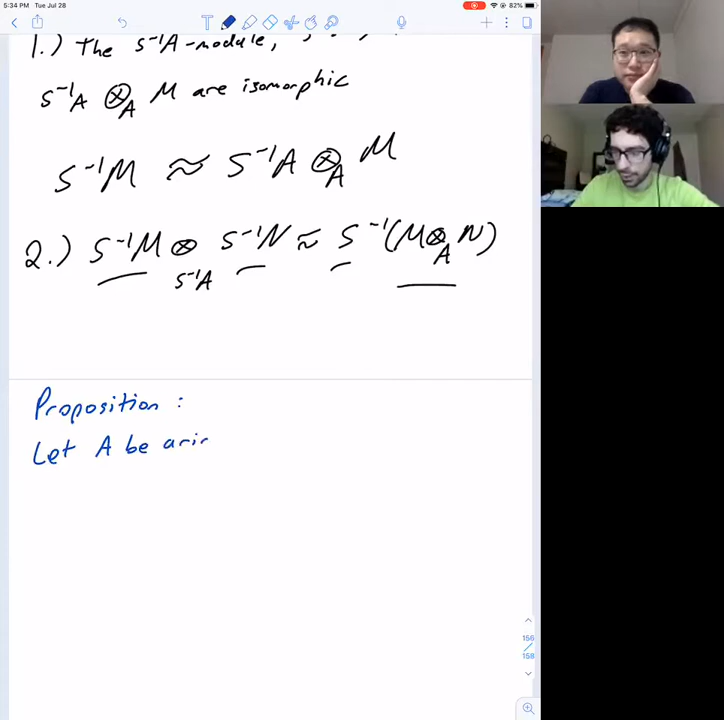 5:34 PM Tue Jul 28
82%
1.) The S⁻¹A-module,
S⁻¹A ⊗_A M are isomorphic
S⁻¹M ≈ S⁻¹A ⊗_A M
2.) S⁻¹M ⊗_{S⁻¹A} S⁻¹N ≈ S⁻¹(M ⊗_A N)
Proposition :
Let A be a rin
156
/
158